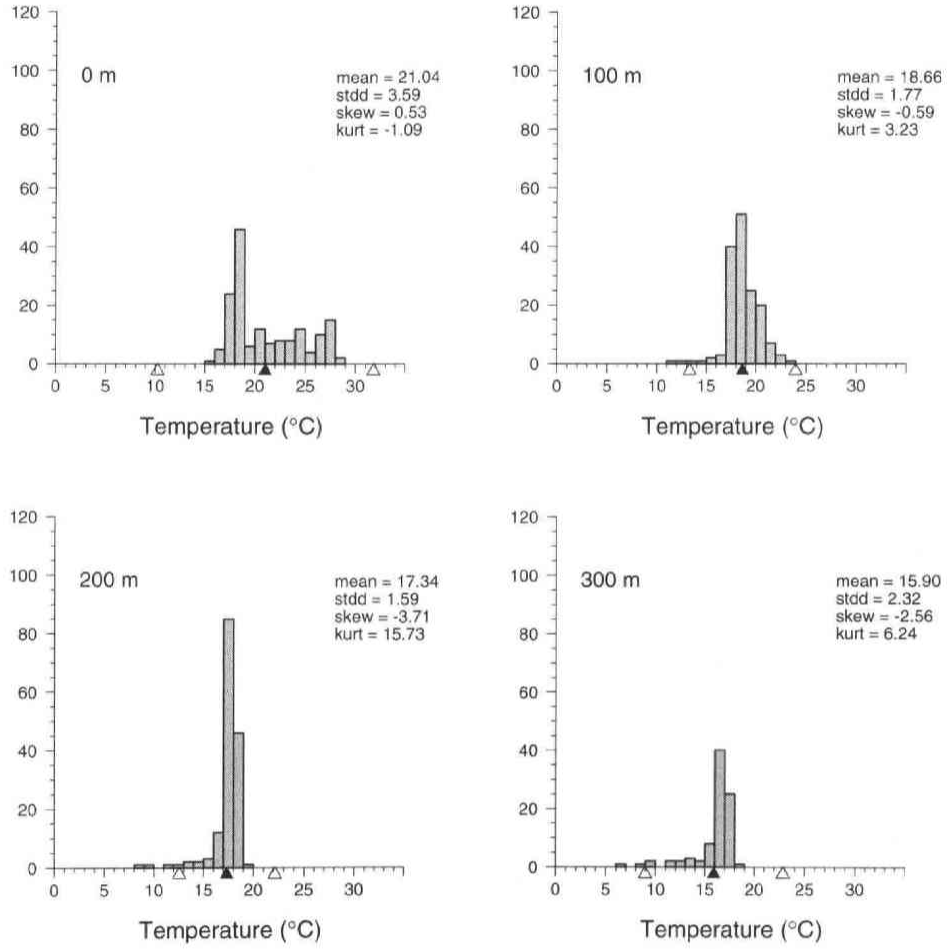 120
100
80
60
40
20
0
0 m
mean = 21.04
stdd = 3.59
skew = 0.53
kurt = -1.09
0 5 10 15 20 25 30
Temperature (°C)
120
100
80
60
40
20
0
100 m
mean = 18.66
stdd = 1.77
skew = -0.59
kurt = 3.23
0 5 10 15 20 25 30
Temperature (°C)
120
100
80
60
40
20
0
200 m
mean = 17.34
stdd = 1.59
skew = -3.71
kurt = 15.73
0 5 10 15 20 25 30
Temperature (°C)
120
100
80
60
40
20
0
300 m
mean = 15.90
stdd = 2.32
skew = -2.56
kurt = 6.24
0 5 10 15 20 25 30
Temperature (°C)